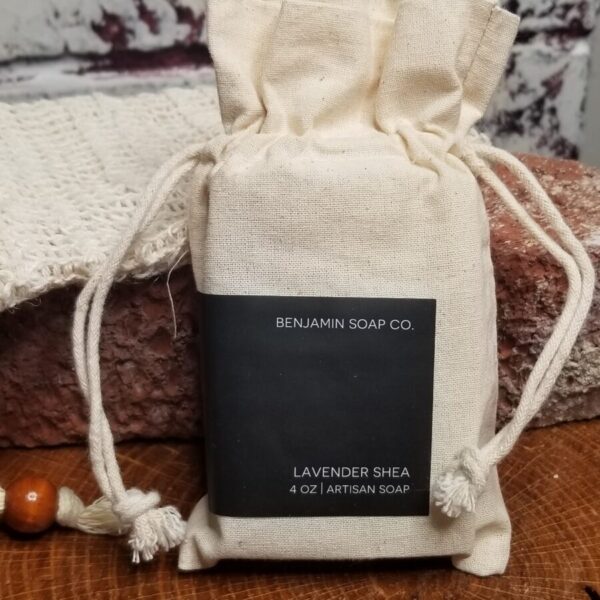 BENJAMIN SOAP CO.
LAVENDER SHEA
4 OZ | ARTISAN SOAP